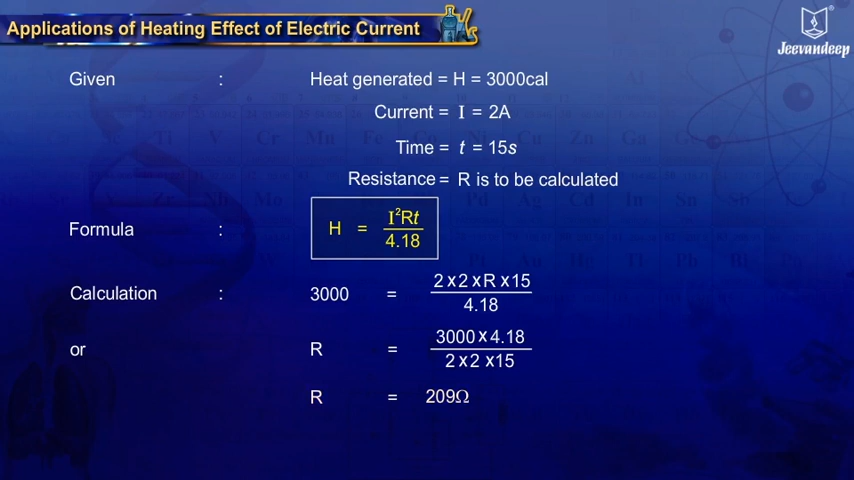 Applications of Heating Effect of Electric Current
Jeevandeep
Given : Heat generated = H = 3000cal
Current = I = 2A
Time = t = 15s
Resistance = R is to be calculated
Formula : H = I²Rt / 4.18
Calculation : 3000 = 2 x 2 x R x 15 / 4.18
or R = 3000 x 4.18 / 2 x 2 x 15
R = 209Ω